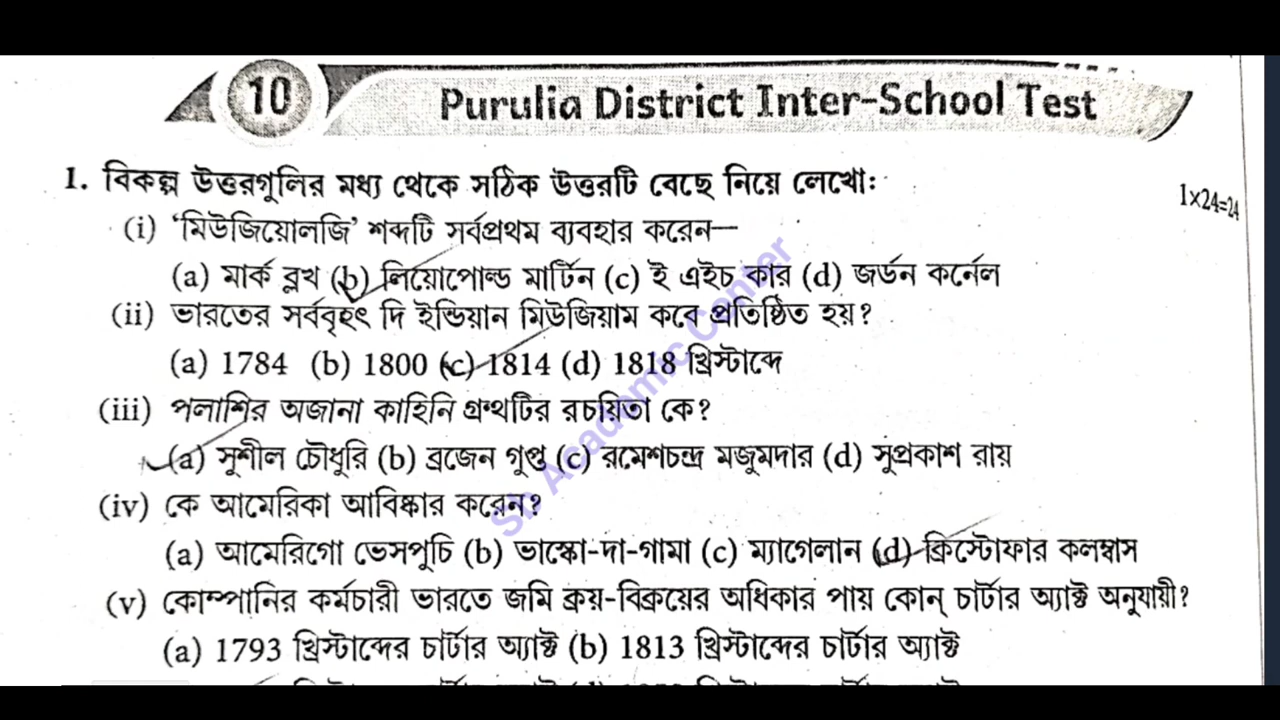 10
Purulia District Inter-School Test
1. বিকল্প উত্তরগুলির মধ্য থেকে সঠিক উত্তরটি বেছে নিয়ে লেখো:
1×24=24
(i) ‘মিউজিয়োলজি’ শব্দটি সর্বপ্রথম ব্যবহার করেন—
(a) মার্ক ব্লখ (b) লিয়োপোল্ড মার্টিন (c) ই এইচ কার (d) জর্ডন কর্নেল
(ii) ভারতের সর্ববৃহৎ দি ইন্ডিয়ান মিউজিয়াম কবে প্রতিষ্ঠিত হয়?
(a) 1784 (b) 1800 (c) 1814 (d) 1818 খ্রিস্টাব্দে
(iii) পলাশির অজানা কাহিনি গ্রন্থটির রচয়িতা কে?
(a) সুশীল চৌধুরি (b) ব্রজেন গুপ্ত (c) রমেশচন্দ্র মজুমদার (d) সুপ্রকাশ রায়
(iv) কে আমেরিকা আবিষ্কার করেন?
(a) আমেরিগো ভেসপুচি (b) ভাস্কো-দা-গামা (c) ম্যাগেলান (d) ক্রিস্টোফার কলম্বাস
(v) কোম্পানির কর্মচারী ভারতে জমি ক্রয়-বিক্রয়ের অধিকার পায় কোন্ চার্টার অ্যাক্ট অনুযায়ী?
(a) 1793 খ্রিস্টাব্দের চার্টার অ্যাক্ট (b) 1813 খ্রিস্টাব্দের চার্টার অ্যাক্ট
Academic Center